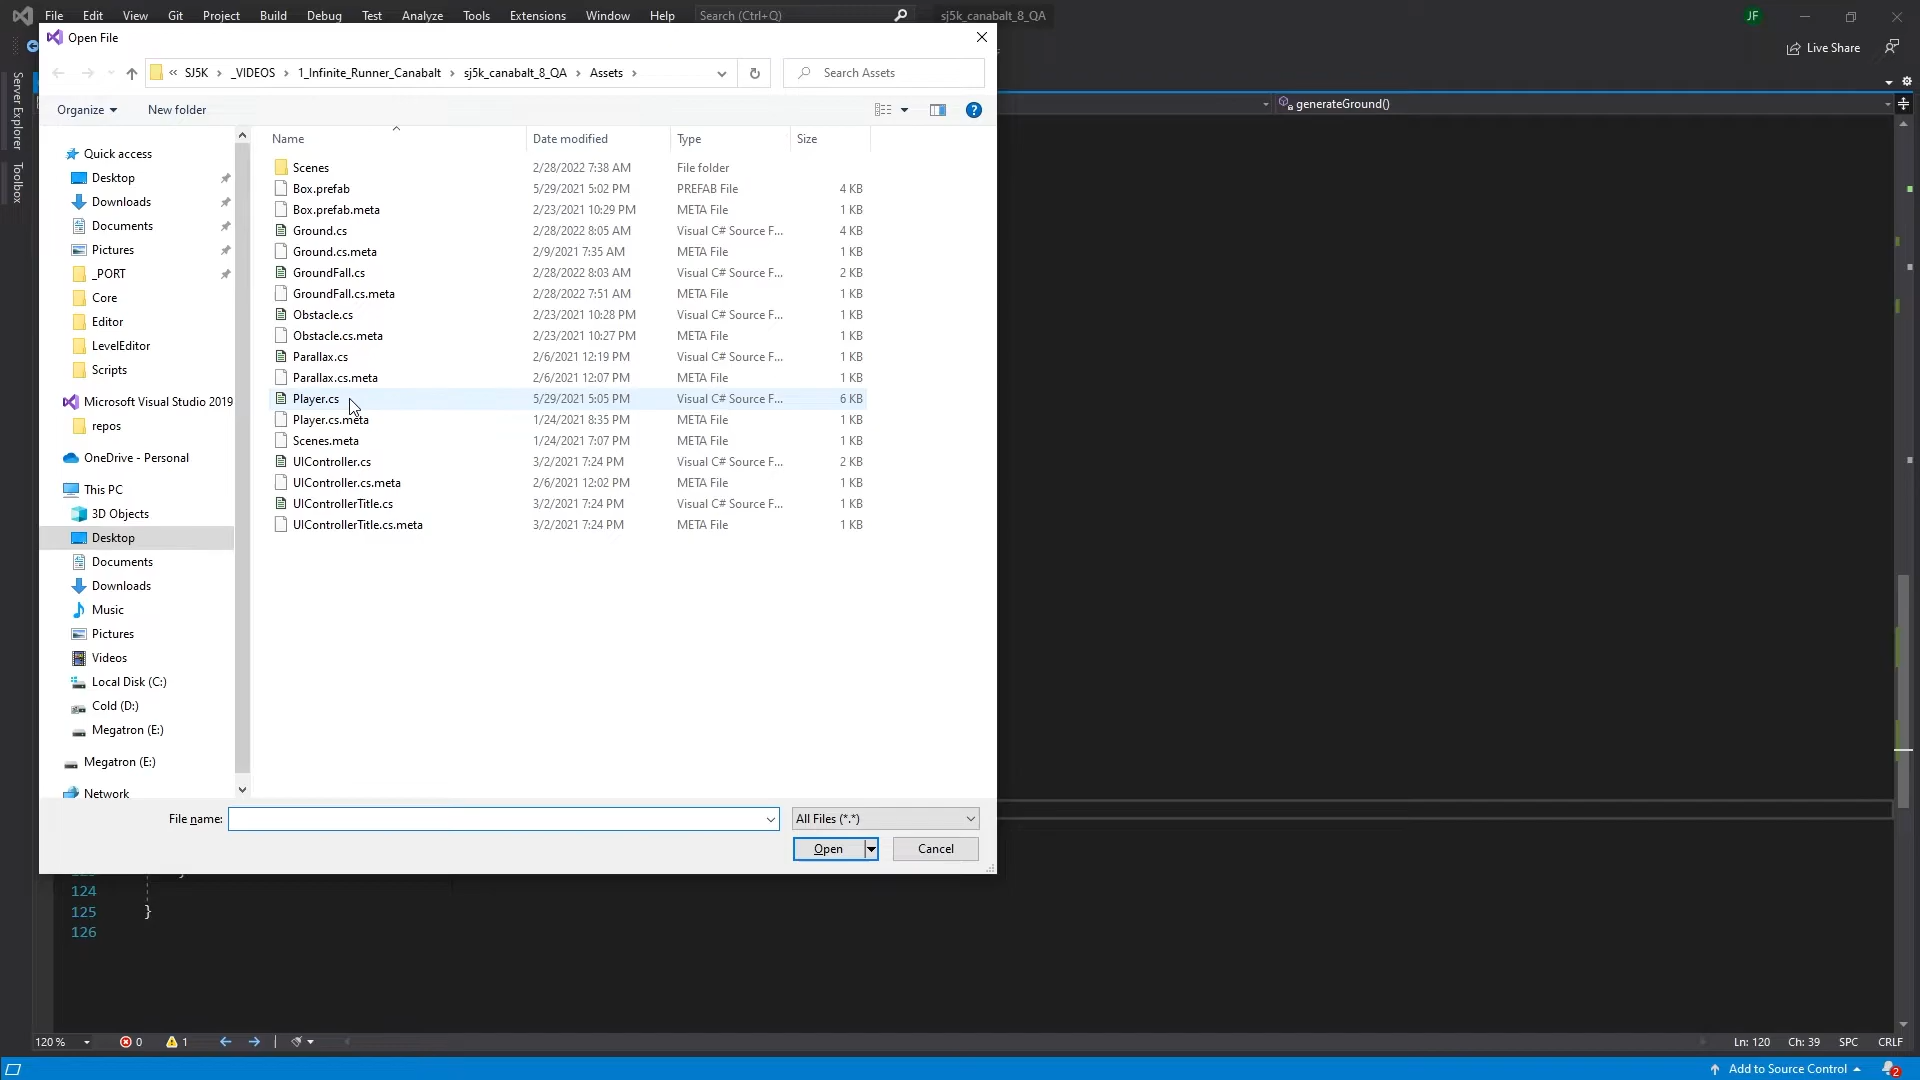 File Edit View Git Project Build Debug Test Analyze Tools Extensions Window Help Search (Ctrl+Q) sj5k_canabalt_8_QA JF
Open File
Live Share
« SJ5K › _VIDEOS › 1_Infinite_Runner_Canabalt › sj5k_canabalt_8_QA › Assets › Search Assets
Server Explorer
Toolbox
Organize New folder
generateGround()
Name Date modified Type Size
Quick access
Desktop
Downloads
Documents
Pictures
_PORT
Core
Editor
LevelEditor
Scripts
Microsoft Visual Studio 2019
repos
OneDrive - Personal
This PC
3D Objects
Desktop
Documents
Downloads
Music
Pictures
Videos
Local Disk (C:)
Cold (D:)
Megatron (E:)
Megatron (E:)
Network
Scenes 2/28/2022 7:38 AM File folder
Box.prefab 5/29/2021 5:02 PM PREFAB File 4 KB
Box.prefab.meta 2/23/2021 10:29 PM META File 1 KB
Ground.cs 2/28/2022 8:05 AM Visual C# Source F... 4 KB
Ground.cs.meta 2/9/2021 7:35 AM META File 1 KB
GroundFall.cs 2/28/2022 8:03 AM Visual C# Source F... 2 KB
GroundFall.cs.meta 2/28/2022 7:51 AM META File 1 KB
Obstacle.cs 2/23/2021 10:28 PM Visual C# Source F... 1 KB
Obstacle.cs.meta 2/23/2021 10:27 PM META File 1 KB
Parallax.cs 2/6/2021 12:19 PM Visual C# Source F... 1 KB
Parallax.cs.meta 2/6/2021 12:07 PM META File 1 KB
Player.cs 5/29/2021 5:05 PM Visual C# Source F... 6 KB
Player.cs.meta 1/24/2021 8:35 PM META File 1 KB
Scenes.meta 1/24/2021 7:07 PM META File 1 KB
UIController.cs 3/2/2021 7:24 PM Visual C# Source F... 2 KB
UIController.cs.meta 2/6/2021 12:02 PM META File 1 KB
UIControllerTitle.cs 3/2/2021 7:24 PM Visual C# Source F... 1 KB
UIControllerTitle.cs.meta 3/2/2021 7:24 PM META File 1 KB
File name: All Files (*.*)
Open Cancel
124
125 }
126
120 % 0 1 Ln: 120 Ch: 39 SPC CRLF
Add to Source Control 2